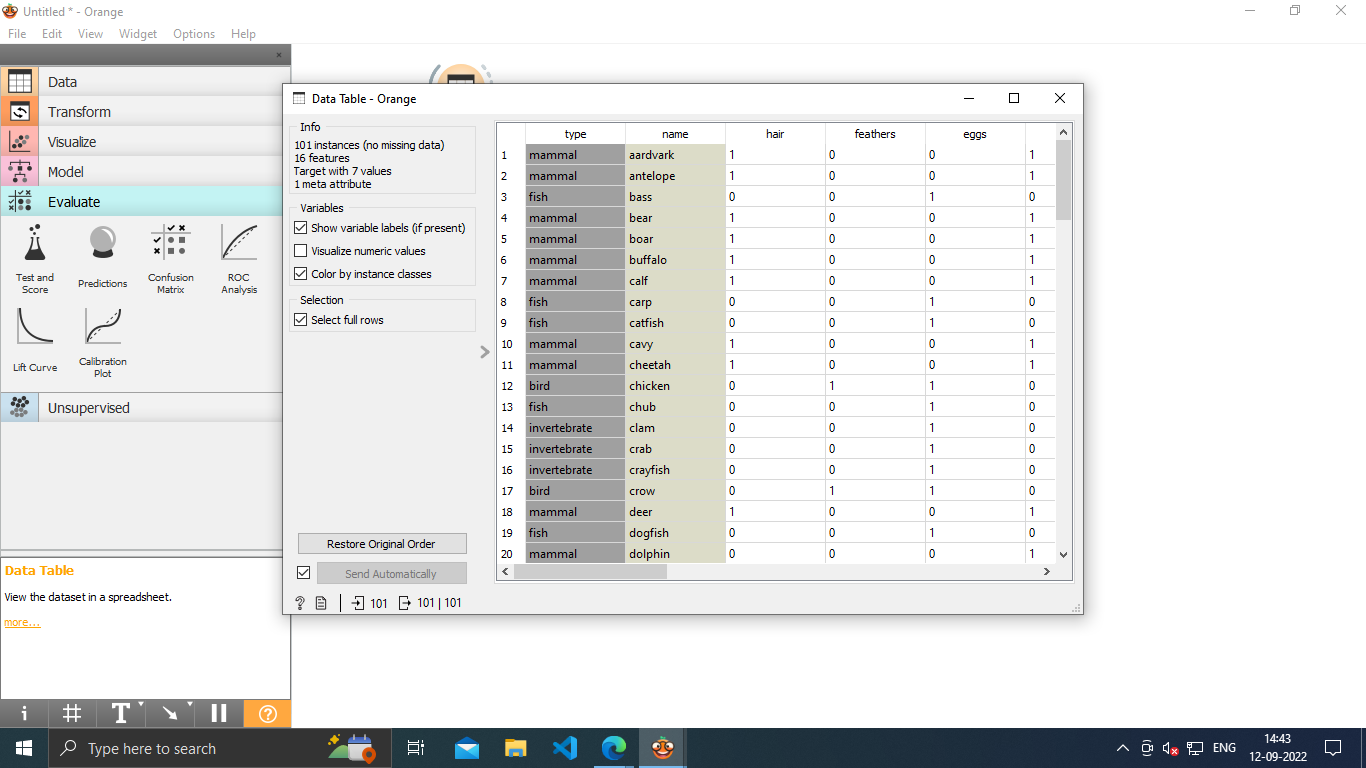 Untitled * - Orange
File Edit View Widget Options Help
Data
Transform
Visualize
Model
Evaluate
Test and Score
Predictions
Confusion Matrix
ROC Analysis
Lift Curve
Calibration Plot
Unsupervised
Data Table
View the dataset in a spreadsheet.
more...
Data Table - Orange
Info
101 instances (no missing data)
16 features
Target with 7 values
1 meta attribute
Variables
Show variable labels (if present)
Visualize numeric values
Color by instance classes
Selection
Select full rows
Restore Original Order
Send Automatically
? 101 101 | 101
type name hair feathers eggs
1 mammal aardvark 1 0 0 1
2 mammal antelope 1 0 0 1
3 fish bass 0 0 1 0
4 mammal bear 1 0 0 1
5 mammal boar 1 0 0 1
6 mammal buffalo 1 0 0 1
7 mammal calf 1 0 0 1
8 fish carp 0 0 1 0
9 fish catfish 0 0 1 0
10 mammal cavy 1 0 0 1
11 mammal cheetah 1 0 0 1
12 bird chicken 0 1 1 0
13 fish chub 0 0 1 0
14 invertebrate clam 0 0 1 0
15 invertebrate crab 0 0 1 0
16 invertebrate crayfish 0 0 1 0
17 bird crow 0 1 1 0
18 mammal deer 1 0 0 1
19 fish dogfish 0 0 1 0
20 mammal dolphin 0 0 0 1
Type here to search
ENG
14:43
12-09-2022